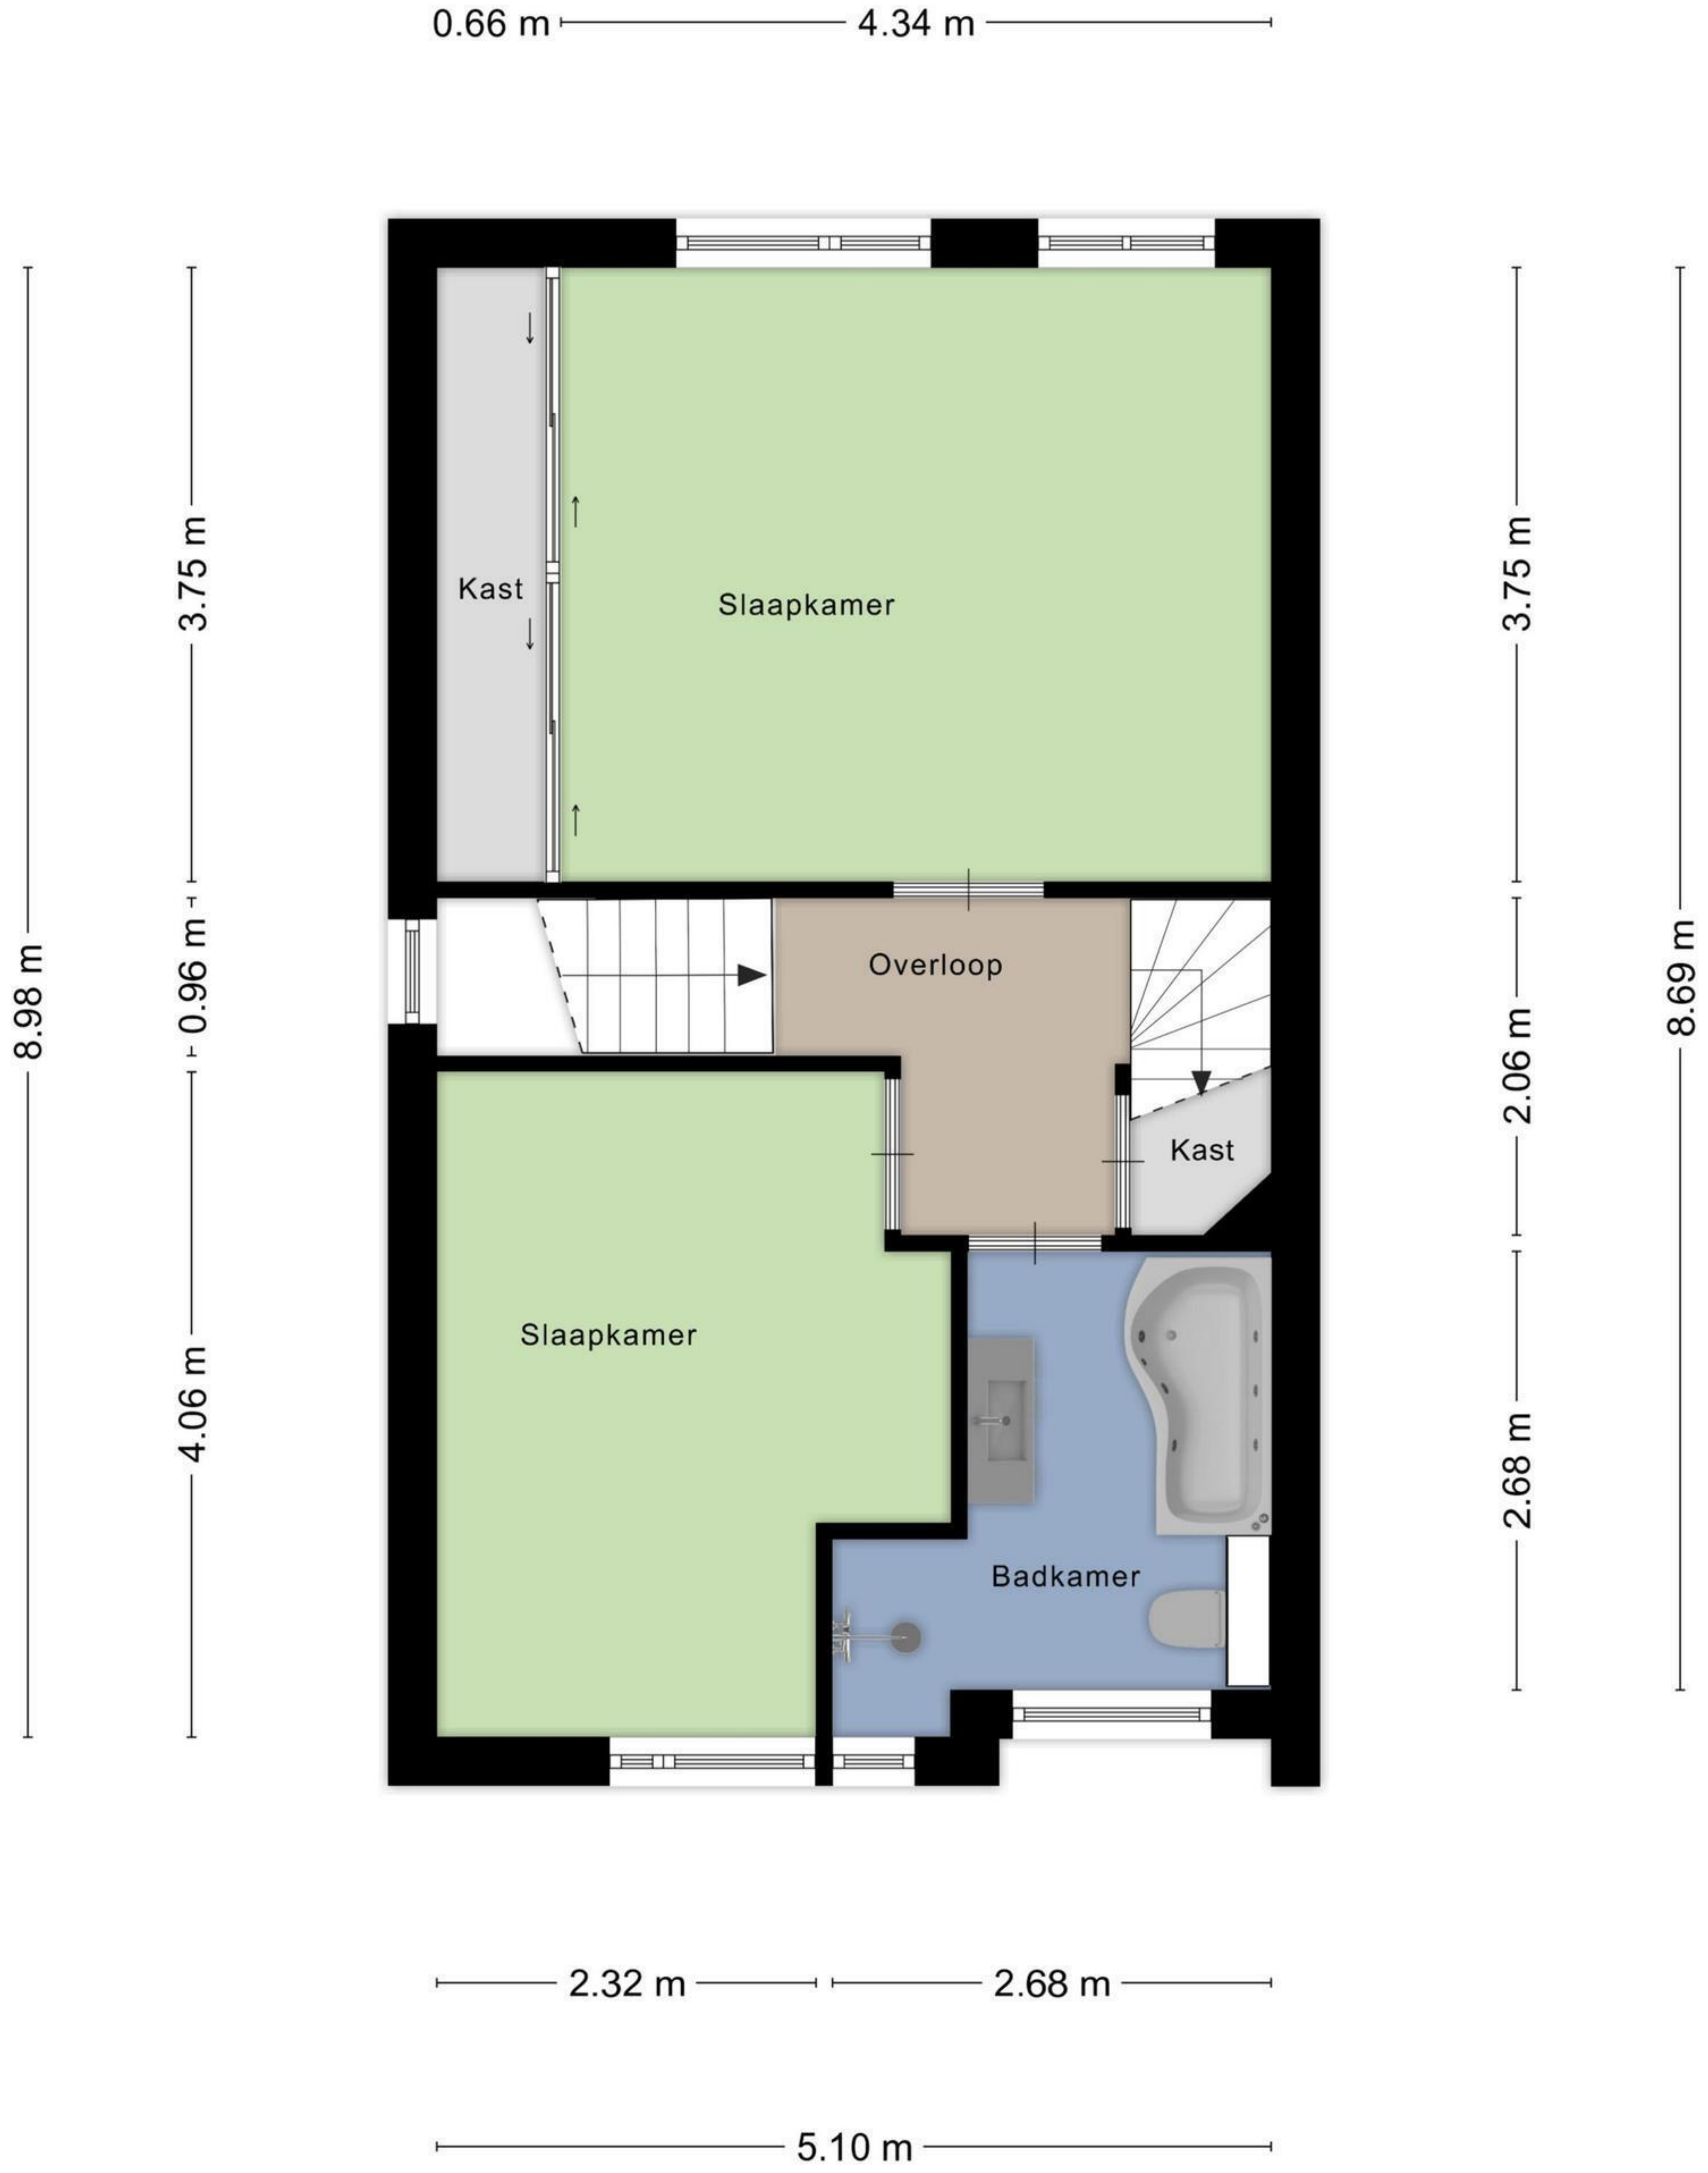 0.66 m
4.34 m
3.75 m
Kast
Slaapkamer
3.75 m
8.98 m
0.96 m
Overloop
8.69 m
2.06 m
Kast
4.06 m
Slaapkamer
2.68 m
Badkamer
2.32 m
2.68 m
5.10 m